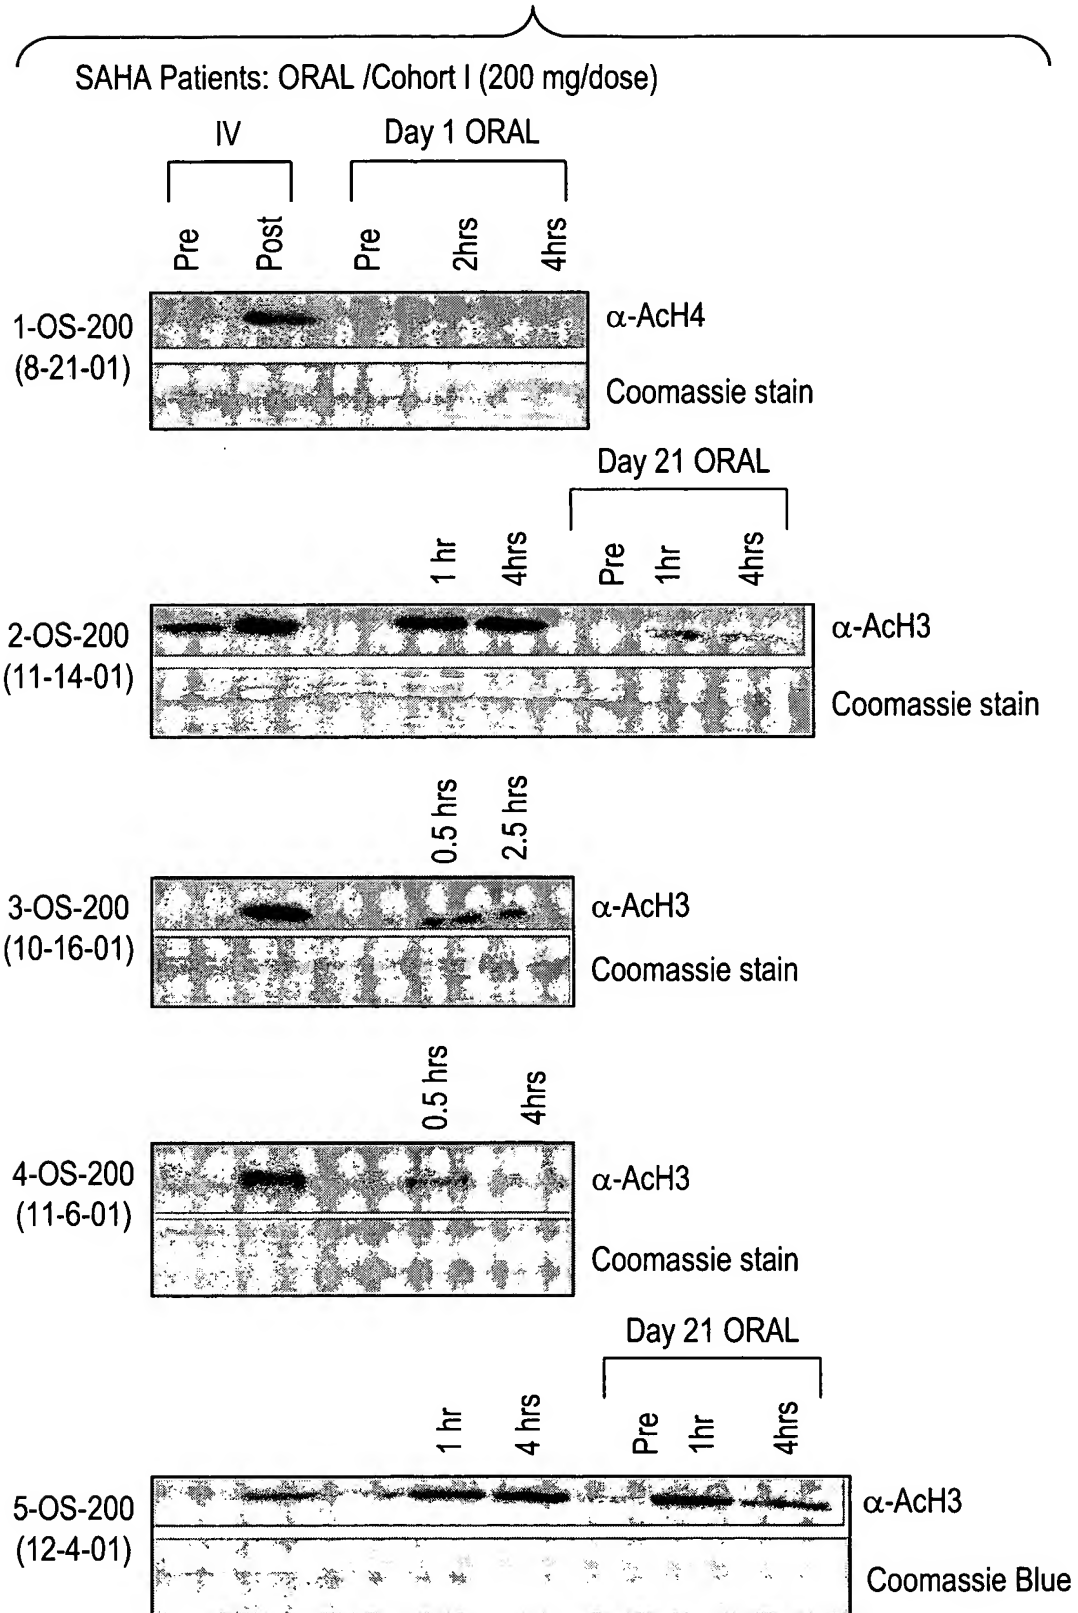 SAHA Patients: ORAL /Cohort I (200 mg/dose)
IV Day 1 ORAL
Pre Post Pre 2hrs 4hrs
1-OS-200 α-AcH4
(8-21-01) Coomassie stain
Day 21 ORAL
1 hr 4hrs Pre 1hr 4hrs
2-OS-200 α-AcH3
(11-14-01) Coomassie stain
0.5 hrs 2.5 hrs
3-OS-200 α-AcH3
(10-16-01) Coomassie stain
0.5 hrs 4hrs
4-OS-200 α-AcH3
(11-6-01) Coomassie stain
Day 21 ORAL
1 hr 4 hrs Pre 1hr 4hrs
5-OS-200 α-AcH3
(12-4-01) Coomassie Blue